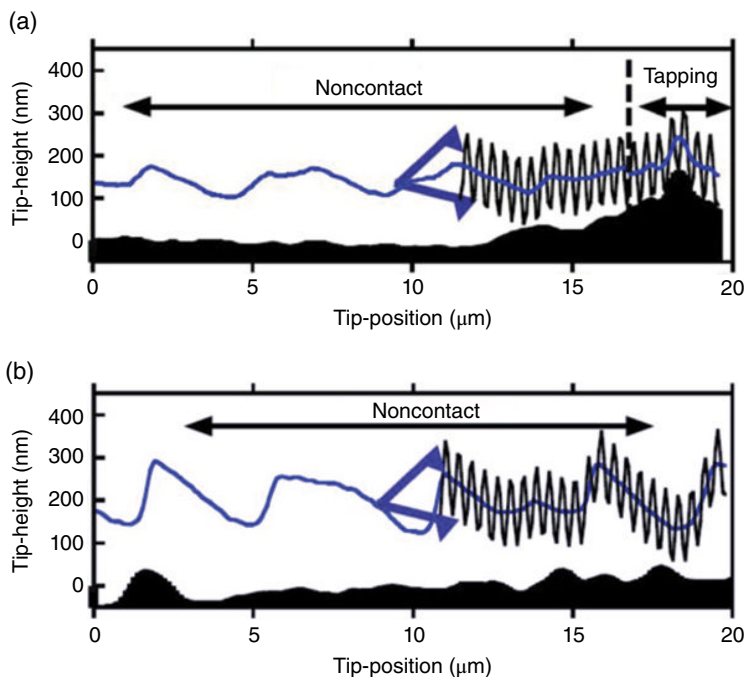 (a)
Noncontact
Tapping
400
300
200
100
0
Tip-height (nm)
0 5 10 15 20
Tip-position (μm)
(b)
Noncontact
400
300
200
100
0
Tip-height (nm)
0 5 10 15 20
Tip-position (μm)